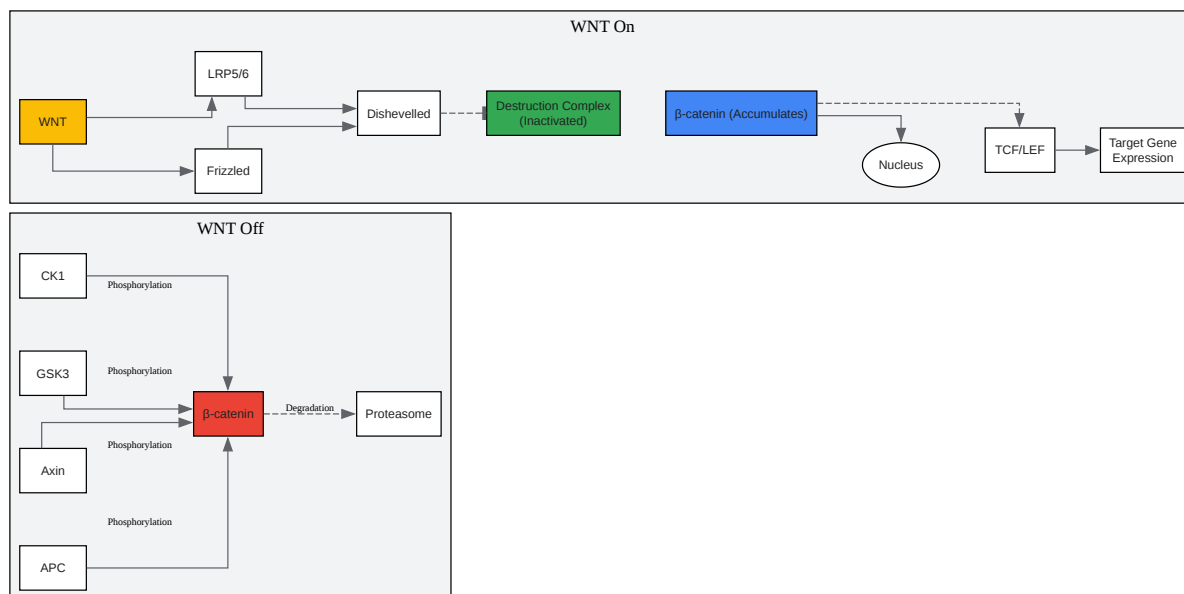 WNT On
LRP5/6
WNT
Dishevelled
Destruction Complex
(Inactivated)
β-catenin (Accumulates)
Frizzled
Nucleus
TCF/LEF
Target Gene
Expression
WNT Off
CK1
Phosphorylation
GSK3
Phosphorylation
β-catenin
Degradation
Proteasome
Phosphorylation
Axin
Phosphorylation
APC